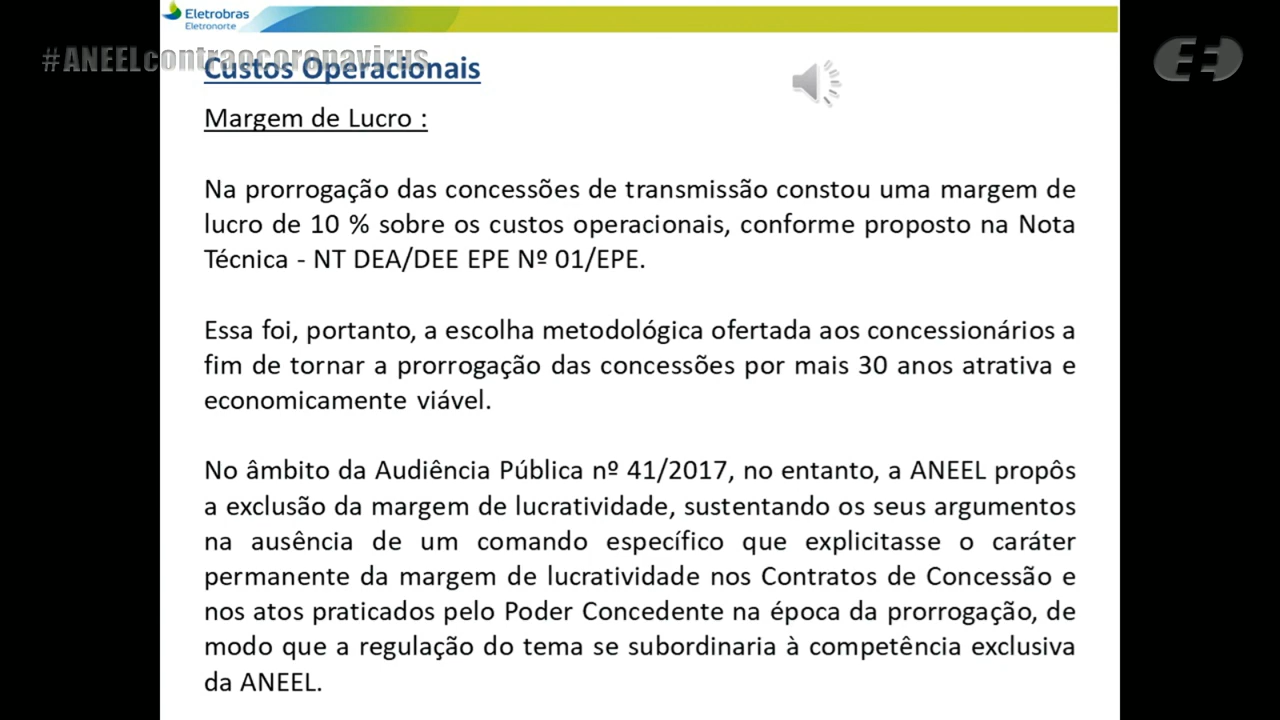 Eletrobras
Eletronorte
#ANEELcontraocoronavirus
Custos Operacionais
Margem de Lucro :
Na prorrogação das concessões de transmissão constou uma margem de
lucro de 10 % sobre os custos operacionais, conforme proposto na Nota
Técnica - NT DEA/DEE EPE Nº 01/EPE.
Essa foi, portanto, a escolha metodológica ofertada aos concessionários a
fim de tornar a prorrogação das concessões por mais 30 anos atrativa e
economicamente viável.
No âmbito da Audiência Pública nº 41/2017, no entanto, a ANEEL propôs
a exclusão da margem de lucratividade, sustentando os seus argumentos
na ausência de um comando específico que explicitasse o caráter
permanente da margem de lucratividade nos Contratos de Concessão e
nos atos praticados pelo Poder Concedente na época da prorrogação, de
modo que a regulação do tema se subordinaria à competência exclusiva
da ANEEL.